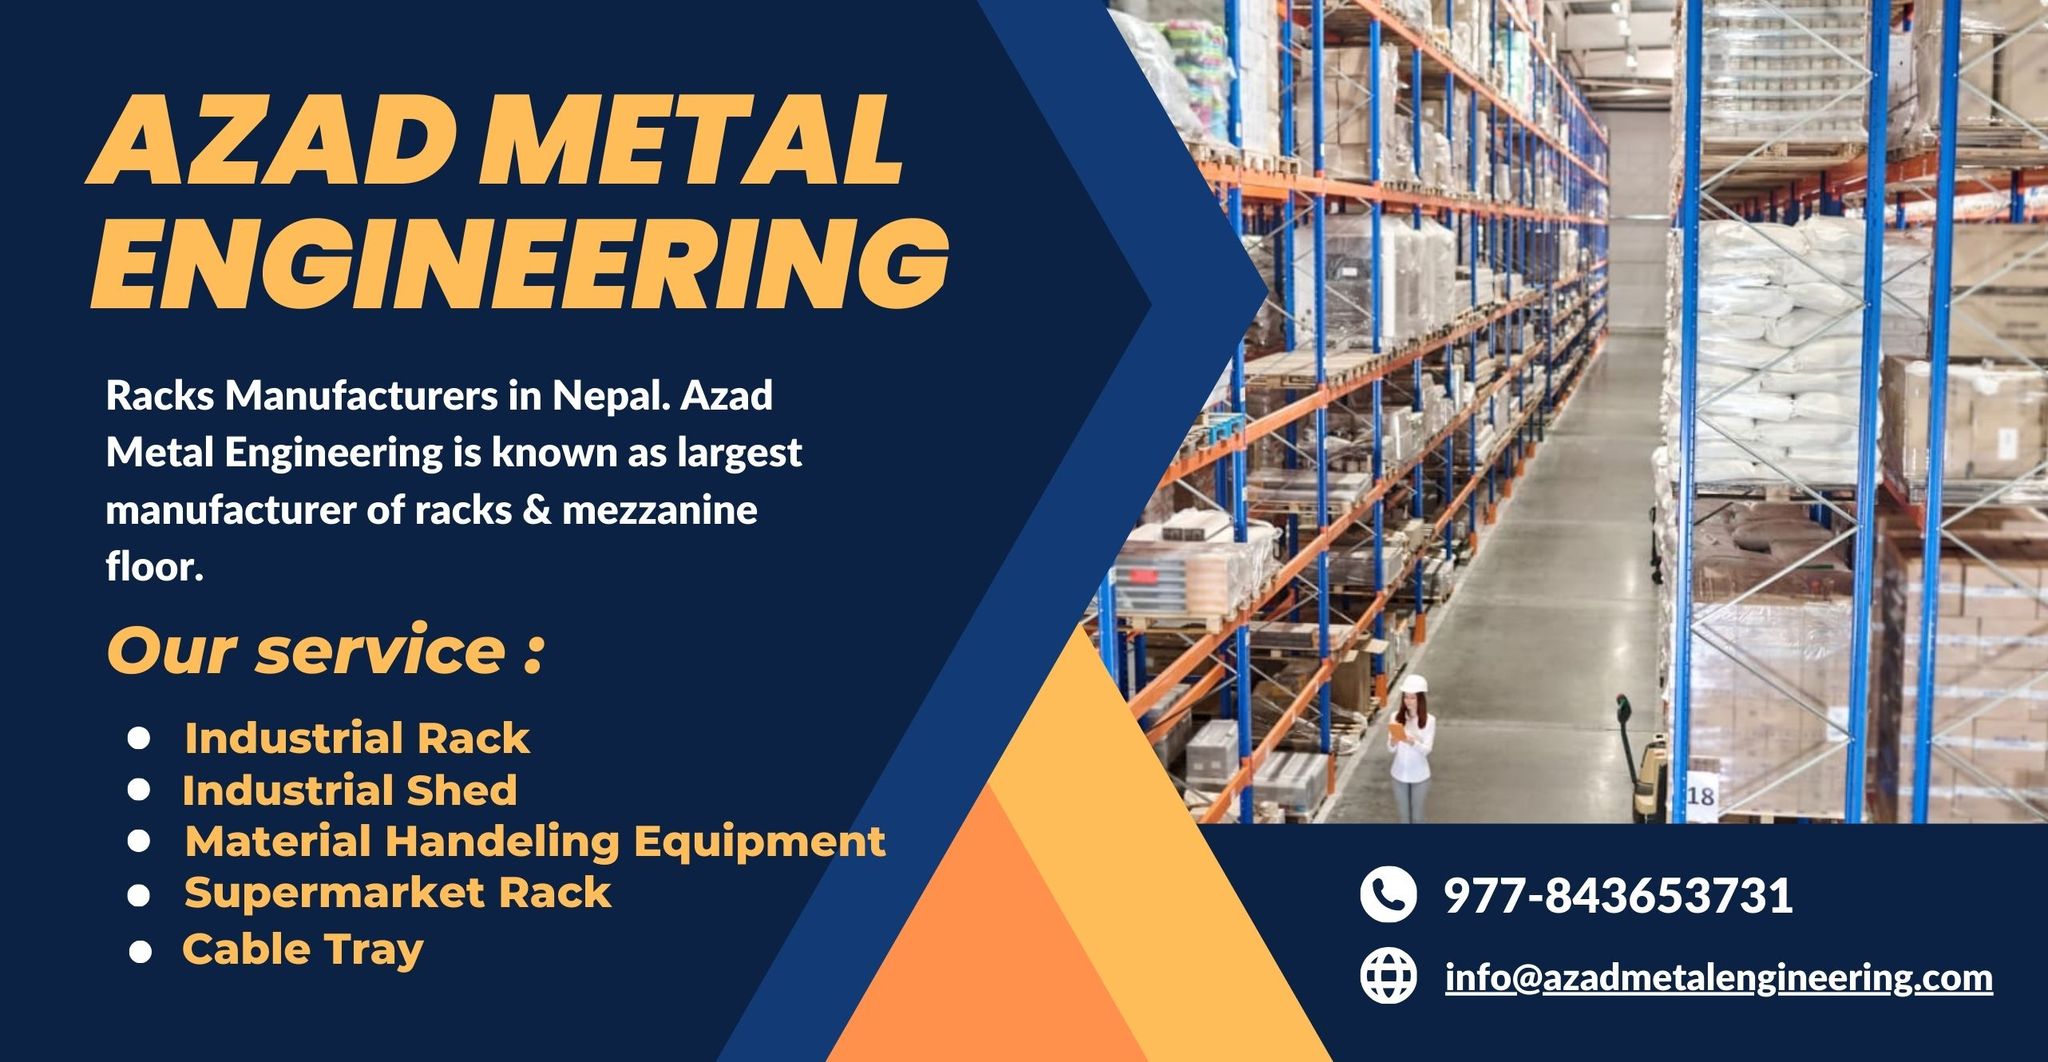 AZAD METAL
ENGINEERING
Racks Manufacturers in Nepal. Azad
Metal Engineering is known as largest
manufacturer of racks & mezzanine
floor.
Our service :
Industrial Rack
Industrial Shed
Material Handeling Equipment
Supermarket Rack
Cable Tray
18
977-843653731
info@azadmetalengineering.com